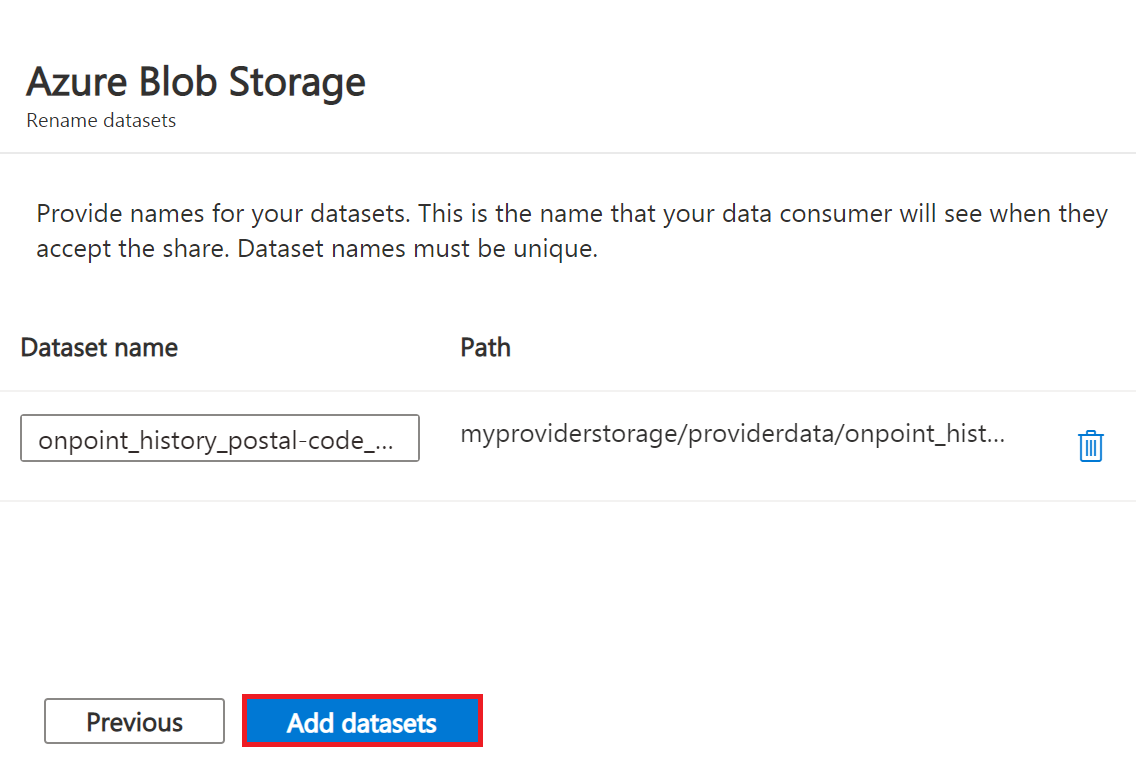 Azure Blob Storage
Rename datasets
Provide names for your datasets. This is the name that your data consumer will see when they
accept the share. Dataset names must be unique.
Dataset name Path
onpoint_history_postal-code_... myproviderstorage/providerdata/onpoint_hist...
Previous Add datasets